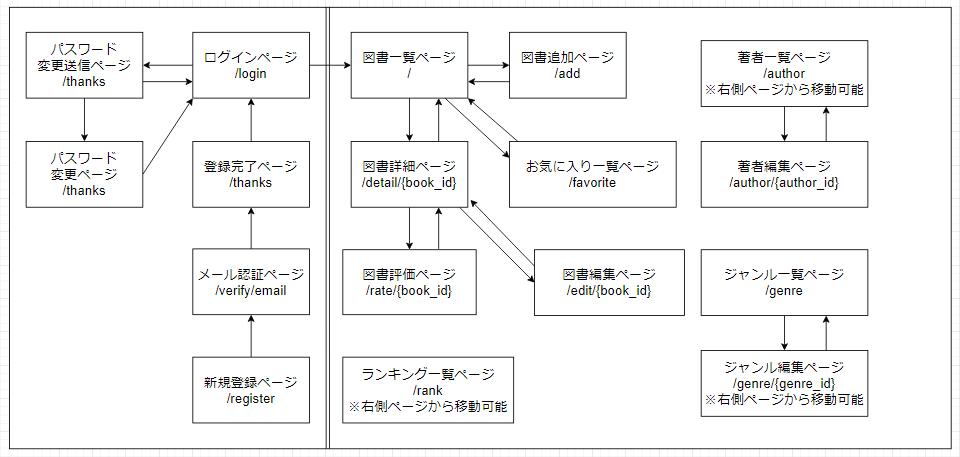 パスワード
変更送信ページ
/thanks
ログインページ
/login
図書一覧ページ
/
図書追加ページ
/add
著者一覧ページ
/author
※右側ページから移動可能
パスワード
変更ページ
/thanks
登録完了ページ
/thanks
図書詳細ページ
/detail/{book_id}
お気に入り一覧ページ
/favorite
著者編集ページ
/author/{author_id}
メール認証ページ
/verify/email
図書評価ページ
/rate/{book_id}
図書編集ページ
/edit/{book_id}
ジャンル一覧ページ
/genre
新規登録ページ
/register
ランキング一覧ページ
/rank
※右側ページから移動可能
ジャンル編集ページ
/genre/{genre_id}
※右側ページから移動可能